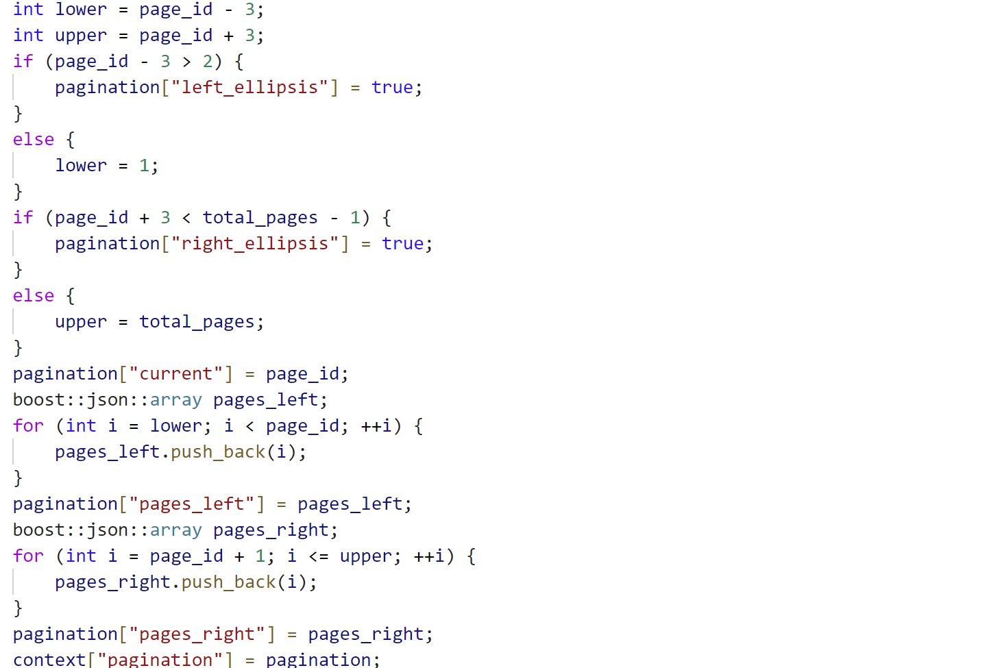 int lower = page_id - 3;
int upper = page_id + 3;
if (page_id - 3 > 2) {
    pagination["left_ellipsis"] = true;
}
else {
    lower = 1;
}
if (page_id + 3 < total_pages - 1) {
    pagination["right_ellipsis"] = true;
}
else {
    upper = total_pages;
}
pagination["current"] = page_id;
boost::json::array pages_left;
for (int i = lower; i < page_id; ++i) {
    pages_left.push_back(i);
}
pagination["pages_left"] = pages_left;
boost::json::array pages_right;
for (int i = page_id + 1; i <= upper; ++i) {
    pages_right.push_back(i);
}
pagination["pages_right"] = pages_right;
context["pagination"] = pagination;